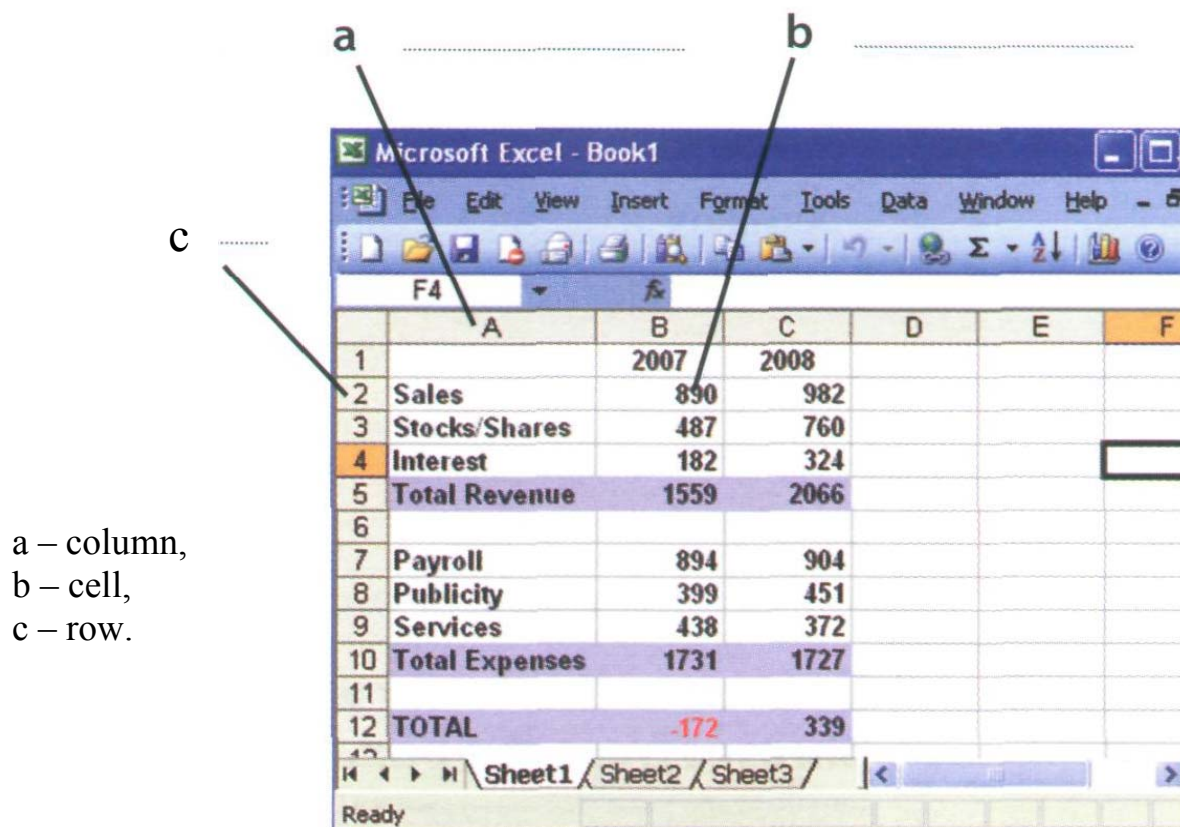 a b
Microsoft Excel - Book1
File Edit View Insert Format Tools Data Window Help
c
F4 fx
A B C D E F
1 2007 2008
2 Sales 890 982
3 Stocks/Shares 487 760
4 Interest 182 324
5 Total Revenue 1559 2066
6
7 Payroll 894 904
8 Publicity 399 451
9 Services 438 372
10 Total Expenses 1731 1727
11
12 TOTAL -172 339
13
Sheet1 Sheet2 Sheet3
Ready
a – column,
b – cell,
c – row.